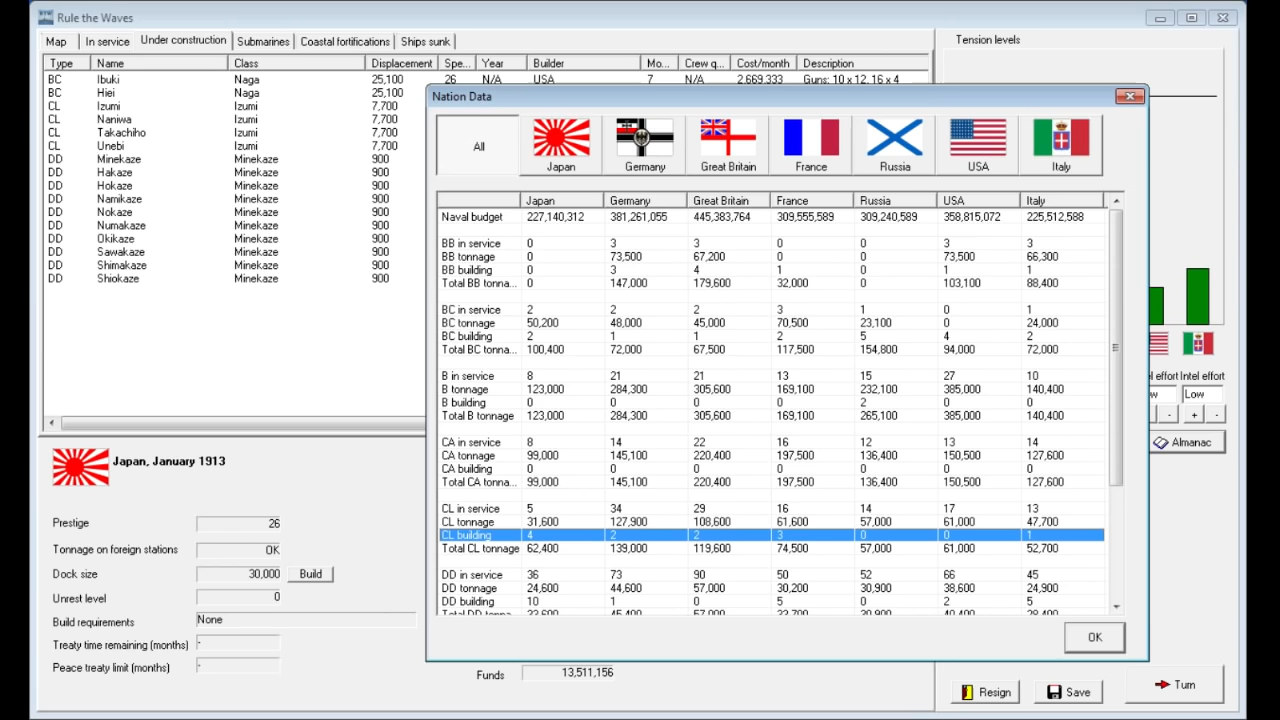 Rule the Waves
Map In service Under construction Submarines Coastal fortifications Ships sunk
Tension levels
Type Name Class Displacement Spe... Year Builder Mo... Crew q... Cost/month Description
BC Ibuki Naga 25,100 26 N/A USA 7 N/A 2,669,333 Guns: 10 x 12, 16 x 4
BC Hiei Naga 25,100
CL Izumi Izumi 7,700
CL Naniwa Izumi 7,700
CL Takachiho Izumi 7,700
CL Unebi Izumi 7,700
DD Minekaze Minekaze 900
DD Hakaze Minekaze 900
DD Hokaze Minekaze 900
DD Namikaze Minekaze 900
DD Nokaze Minekaze 900
DD Numakaze Minekaze 900
DD Okikaze Minekaze 900
DD Sawakaze Minekaze 900
DD Shimakaze Minekaze 900
DD Shiokaze Minekaze 900
Nation Data
All Japan Germany Great Britain France Russia USA Italy
Japan Germany Great Britain France Russia USA Italy
Naval budget 227,140,312 381,261,055 445,383,764 309,555,589 309,240,589 358,815,072 225,512,588
BB in service 0 3 3 0 0 3 3
BB tonnage 0 73,500 67,200 0 0 73,500 66,300
BB building 0 3 4 1 0 1 1
Total BB tonna... 0 147,000 179,600 32,000 0 103,100 88,400
BC in service 2 2 2 3 1 0 1
BC tonnage 50,200 48,000 45,000 70,500 23,100 0 24,000
BC building 2 1 1 2 5 4 2
Total BC tonna... 100,400 72,000 67,500 117,500 154,800 94,000 72,000
B in service 8 21 21 13 15 27 10
B tonnage 123,000 284,300 305,600 169,100 232,100 385,000 140,400
B building 0 0 0 0 2 0 0
Total B tonnage 123,000 284,300 305,600 169,100 265,100 385,000 140,400
CA in service 8 14 22 16 12 13 14
CA tonnage 99,000 145,100 220,400 197,500 136,400 150,500 127,600
CA building 0 0 0 0 0 0 0
Total CA tonna... 99,000 145,100 220,400 197,500 136,400 150,500 127,600
CL in service 5 34 29 16 14 17 13
CL tonnage 31,600 127,900 108,600 61,600 57,000 61,000 47,700
CL building 4 2 2 3 0 0 1
Total CL tonnage 62,400 139,000 119,600 74,500 57,000 61,000 52,700
DD in service 36 73 90 50 52 66 45
DD tonnage 24,600 44,600 57,000 30,200 30,900 38,600 24,900
DD building 10 1 0 5 0 2 5
OK
l effort Intel effort
Low
- + -
Almanac
Japan, January 1913
Prestige 26
Tonnage on foreign stations OK
Dock size 30,000 Build
Unrest level 0
Build requirements None
Treaty time remaining (months) -
Peace treaty limit (months) -
Funds 13,511,156
Resign Save Turn